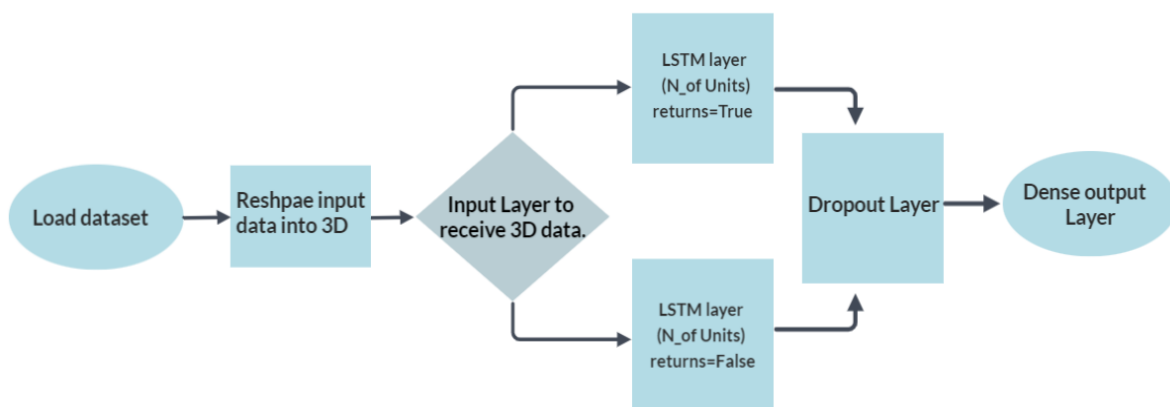 Load dataset
Reshpae input
data into 3D
Input Layer to
receive 3D data.
LSTM layer
(N_of Units)
returns=True
LSTM layer
(N_of Units)
returns=False
Dropout Layer
Dense output
Layer